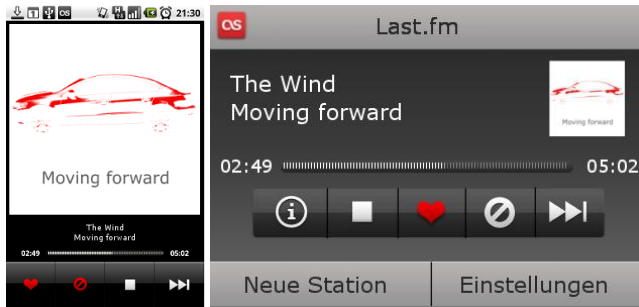 21:30
Moving forward
The Wind
Moving forward
02:49 05:02
as Last.fm
The Wind
Moving forward
Moving forward
02:49 05:02
Neue Station Einstellungen